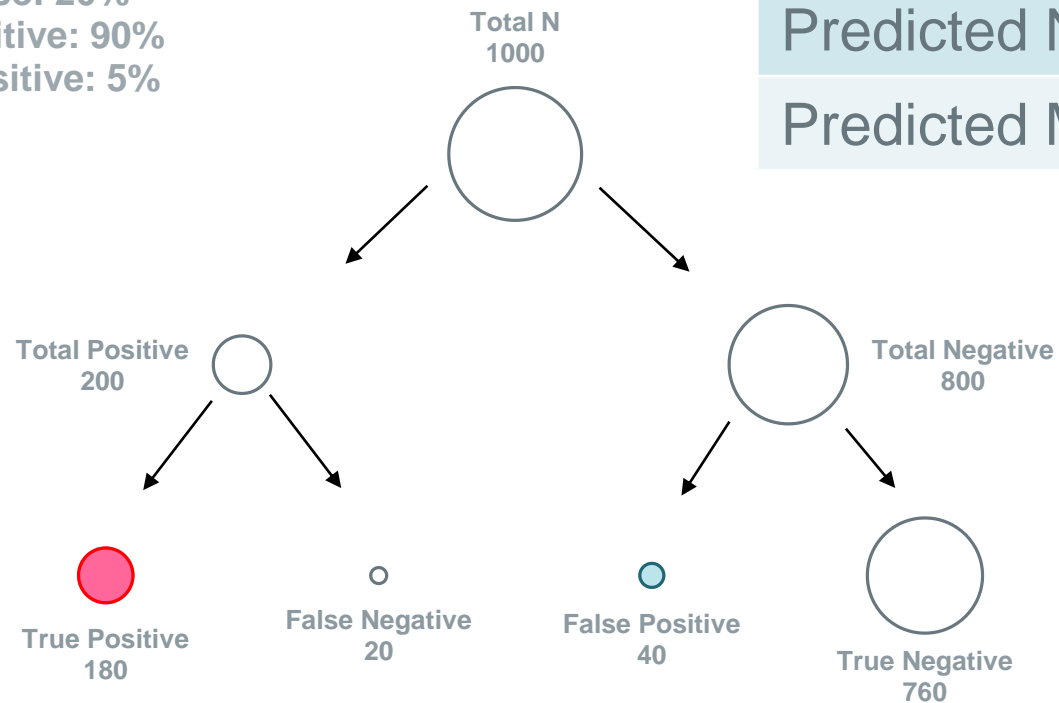 20%
itive: 90%
sitive: 5%
Total N
1000
Predicted
Predicted
Total Positive
200
Total Negative
800
True Positive
180
False Negative
20
False Positive
40
True Negative
760